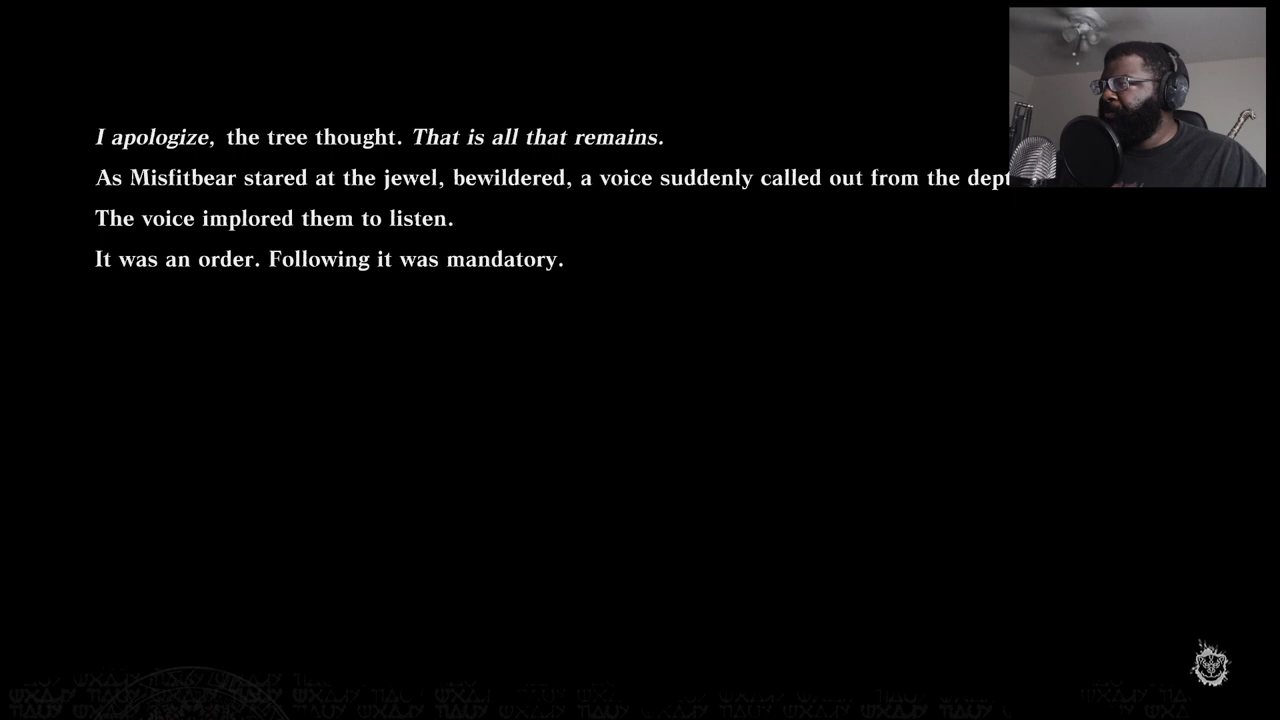 I apologize, the tree thought. That is all that remains.
As Misfitbear stared at the jewel, bewildered, a voice suddenly called out from the dept
The voice implored them to listen.
It was an order. Following it was mandatory.